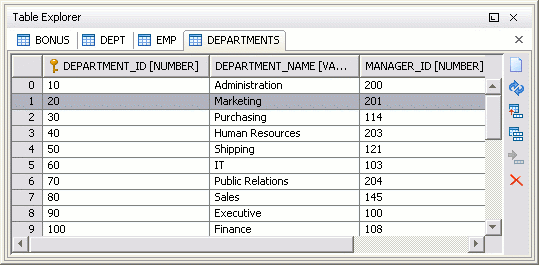 Table Explorer
BONUS DEPT EMP DEPARTMENTS
DEPARTMENT_ID [NUMBER] DEPARTMENT_NAME [VA... MANAGER_ID [NUMBER]
0 10 Administration 200
1 20 Marketing 201
2 30 Purchasing 114
3 40 Human Resources 203
4 50 Shipping 121
5 60 IT 103
6 70 Public Relations 204
7 80 Sales 145
8 90 Executive 100
9 100 Finance 108